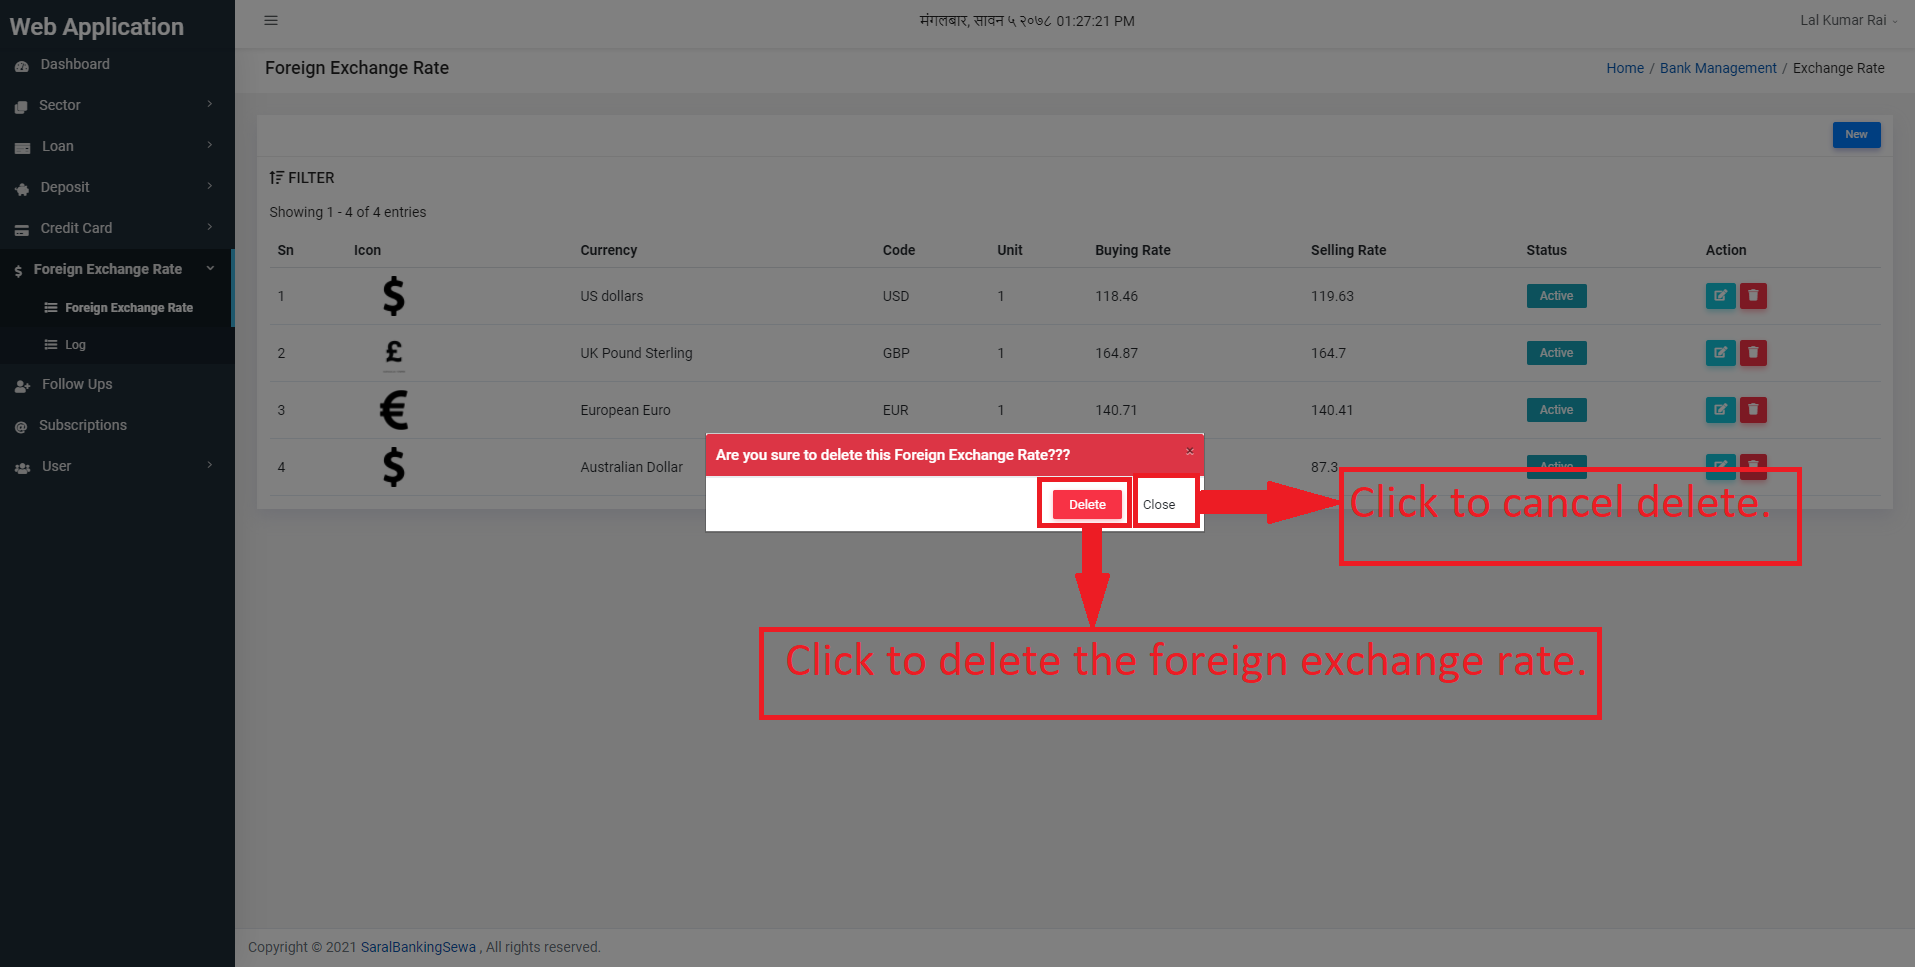 Web Application
मंगलबार, सावन ५ २०७८ 01:27:21 PM
Lal Kumar Rai
Dashboard
Sector
Loan
Deposit
Credit Card
Foreign Exchange Rate
Foreign Exchange Rate
Log
Follow Ups
Subscriptions
User
Foreign Exchange Rate
Home / Bank Management / Exchange Rate
New
FILTER
Showing 1 - 4 of 4 entries
Sn Icon Currency Code Unit Buying Rate Selling Rate Status Action
1 $ US dollars USD 1 118.46 119.63 Active
2 £ UK Pound Sterling GBP 1 164.87 164.7 Active
3 € European Euro EUR 1 140.71 140.41 Active
4 $ Australian Dollar 87.3 Active
Are you sure to delete this Foreign Exchange Rate???
×
Delete Close
Click to cancel delete.
Click to delete the foreign exchange rate.
Copyright © 2021 SaralBankingSewa , All rights reserved.